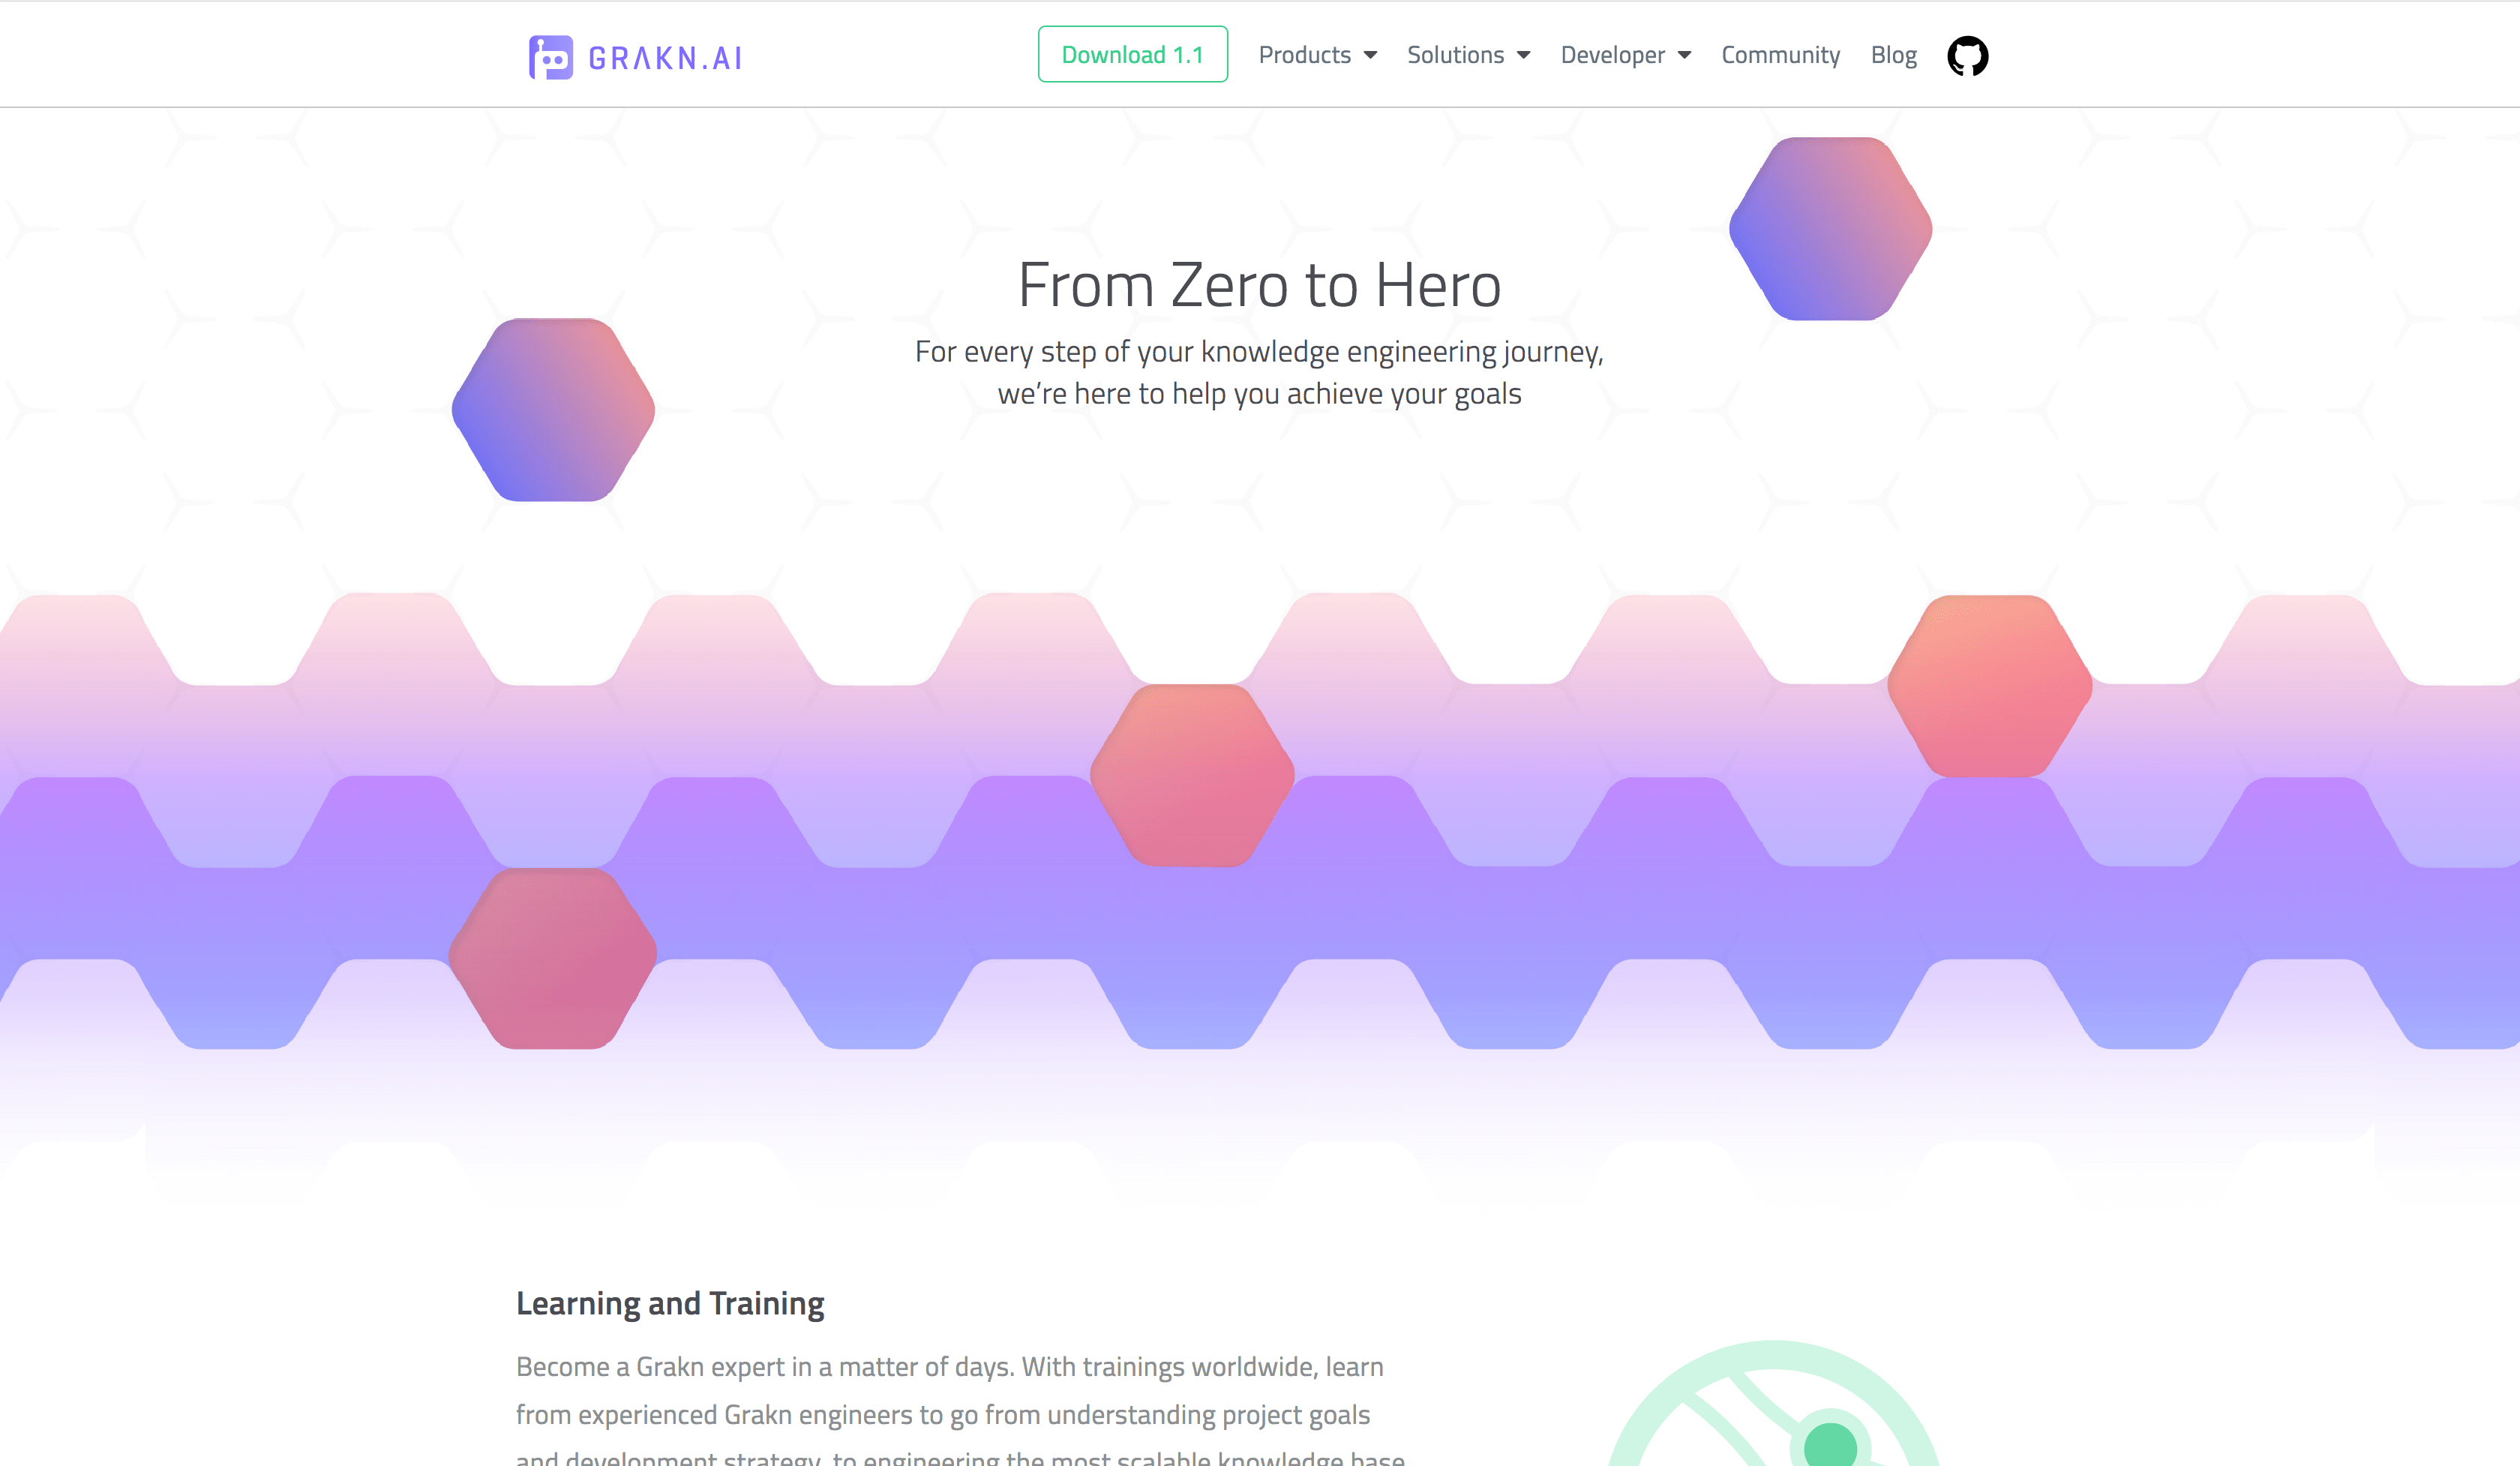 GRAKN.AI
Download 1.1
Products
Solutions
Developer
Community
Blog
From Zero to Hero
For every step of your knowledge engineering journey,
we’re here to help you achieve your goals
Learning and Training
Become a Grakn expert in a matter of days. With trainings worldwide, learn
from experienced Grakn engineers to go from understanding project goals
and development strategy, to engineering the most scalable knowledge base